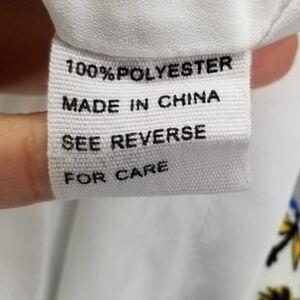 100%POLYESTER
MADE IN CHINA
SEE REVERSE
FOR CARE